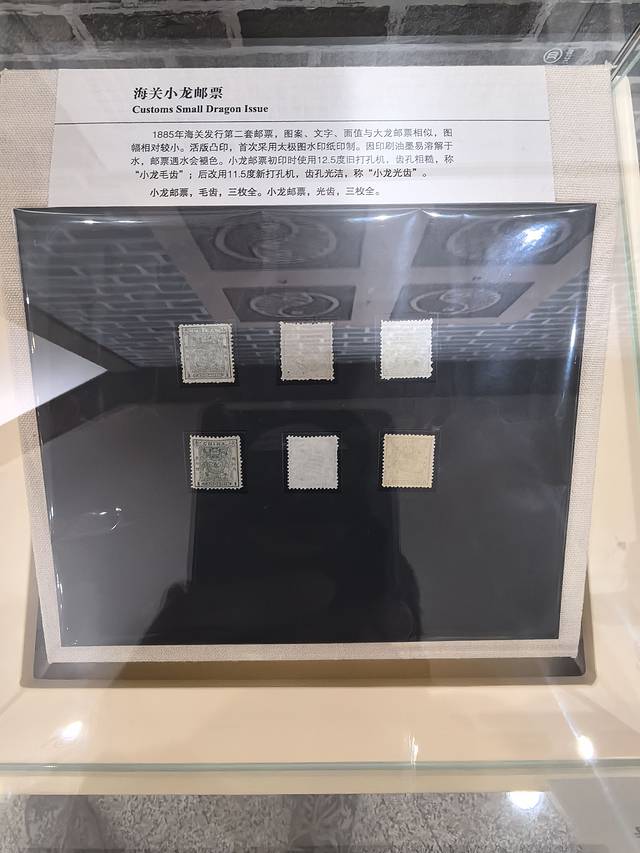 海关小龙邮票
Customs Small Dragon Issue
1885年海关发行第二套邮票，图案、文字、面值与大龙邮票相似，图
幅相对较小。活版凸印，首次采用太极图水印纸印制。因印刷油墨易溶解于
水，邮票遇水会褪色。小龙邮票初印时使用12.5度旧打孔机，齿孔粗糙，称
“小龙毛齿”；后改用11.5度新打孔机，齿孔光洁，称“小龙光齿”。
小龙邮票，毛齿，三枚全。小龙邮票，光齿，三枚全。
CHINA